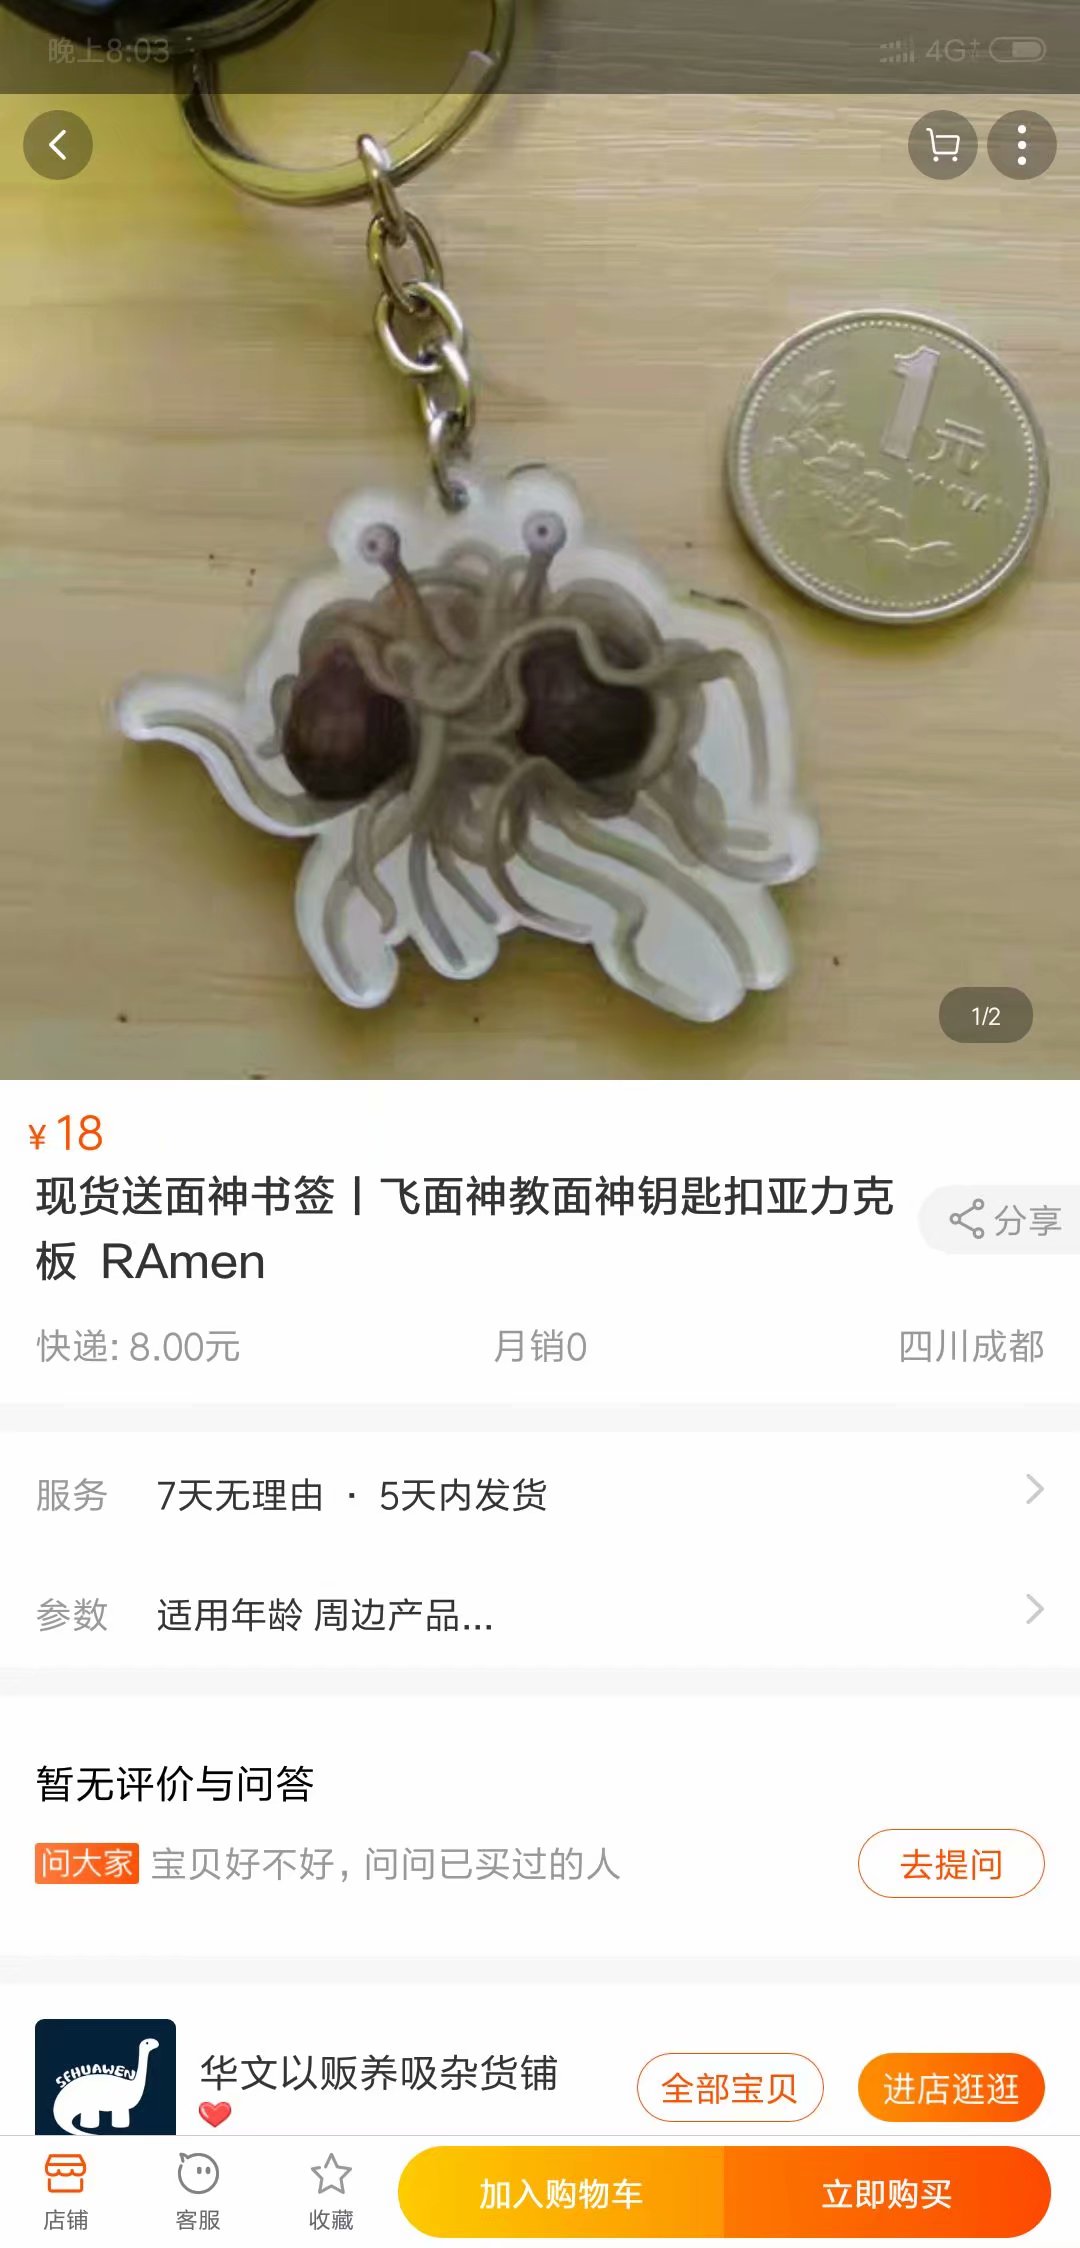 晚上8:03
4G+
1元
1/2
¥18
现货送面神书签丨飞面神教面神钥匙扣亚力克
板 RAmen
分享
快递: 8.00元 月销0 四川成都
服务 7天无理由 · 5天内发货
参数 适用年龄 周边产品...
暂无评价与问答
问大家 宝贝好不好, 问问已买过的人 去提问
SEHUAWEN
华文以贩养吸杂货铺 全部宝贝 进店逛逛
店铺 客服 收藏 加入购物车 立即购买